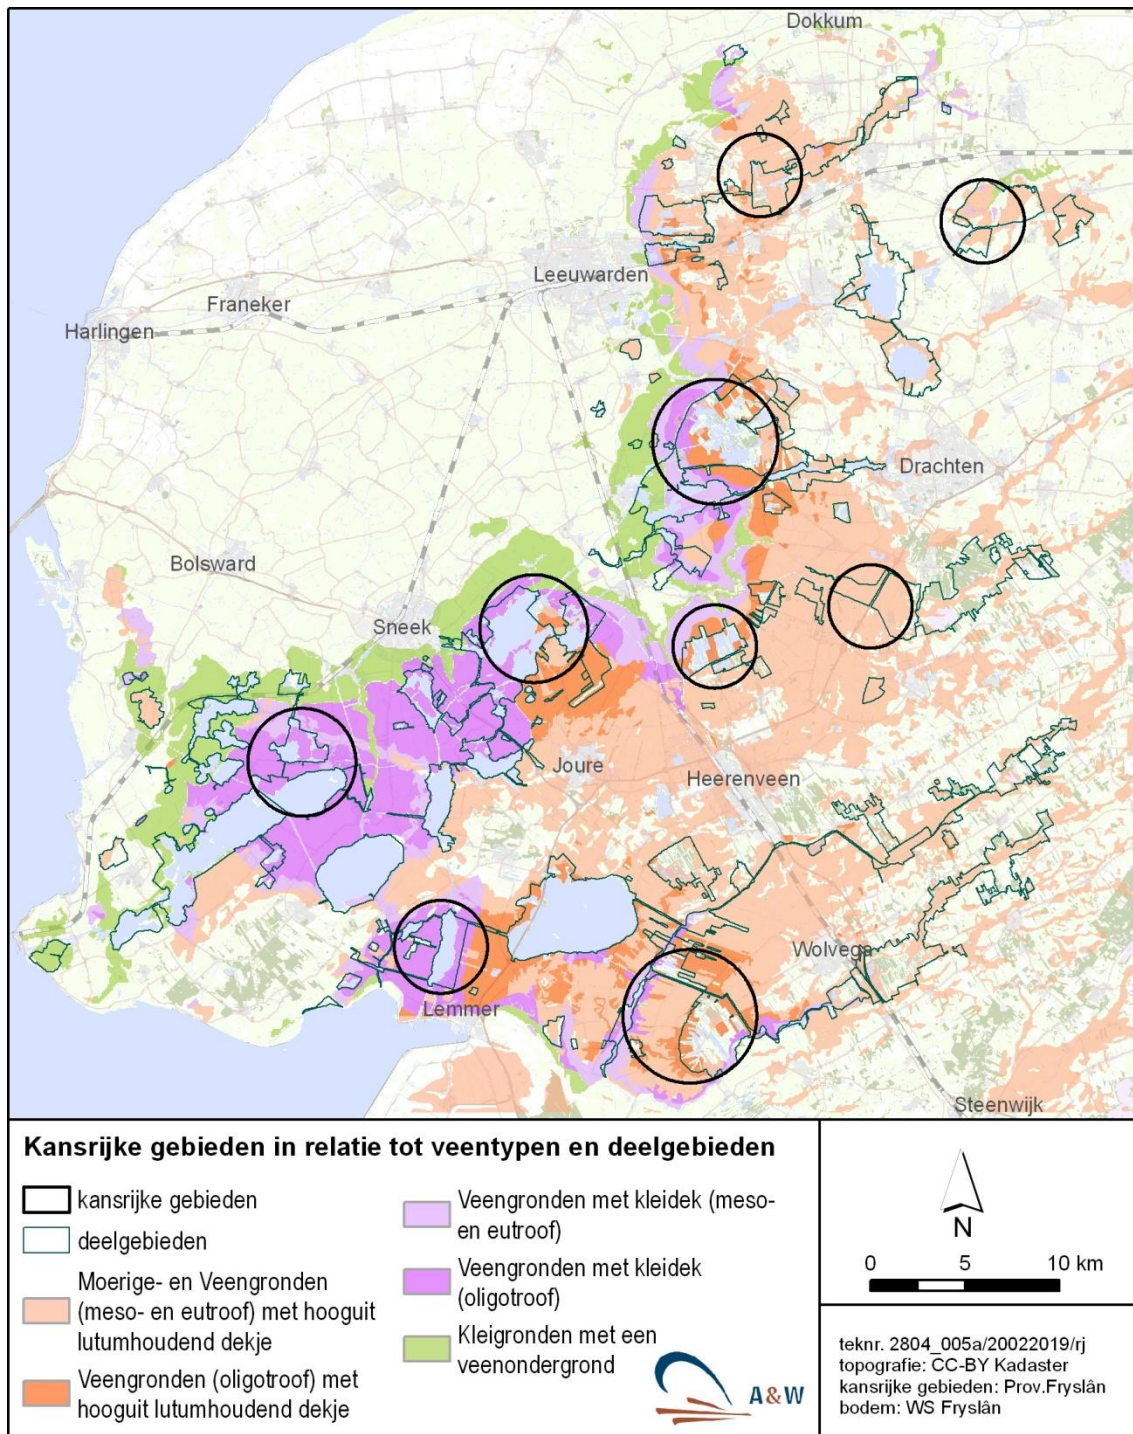 Dokkum
Leeuwarden
Franeker
Harlingen
Drachten
Bolsward
Sneek
Joure
Heerenveen
Wolvega
Lemmer
Steenwijk
Kansrijke gebieden in relatie tot veentypen en deelgebieden
kansrijke gebieden
deelgebieden
Moerige- en Veengronden
(meso- en eutroof) met hooguit
lutumhoudend dekje
Veengronden (oligotroof) met
hooguit lutumhoudend dekje
Veengronden met kleidek (meso-
en eutroof)
Veengronden met kleidek
(oligotroof)
Kleigronden met een
veenondergrond
A&W
N
0 5 10 km
teknr. 2804_005a/20022019/rj
topografie: CC-BY Kadaster
kansrijke gebieden: Prov.Fryslân
bodem: WS Fryslân